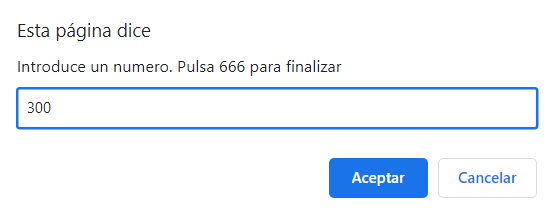 Esta página dice
Introduce un numero. Pulsa 666 para finalizar
300
Aceptar
Cancelar